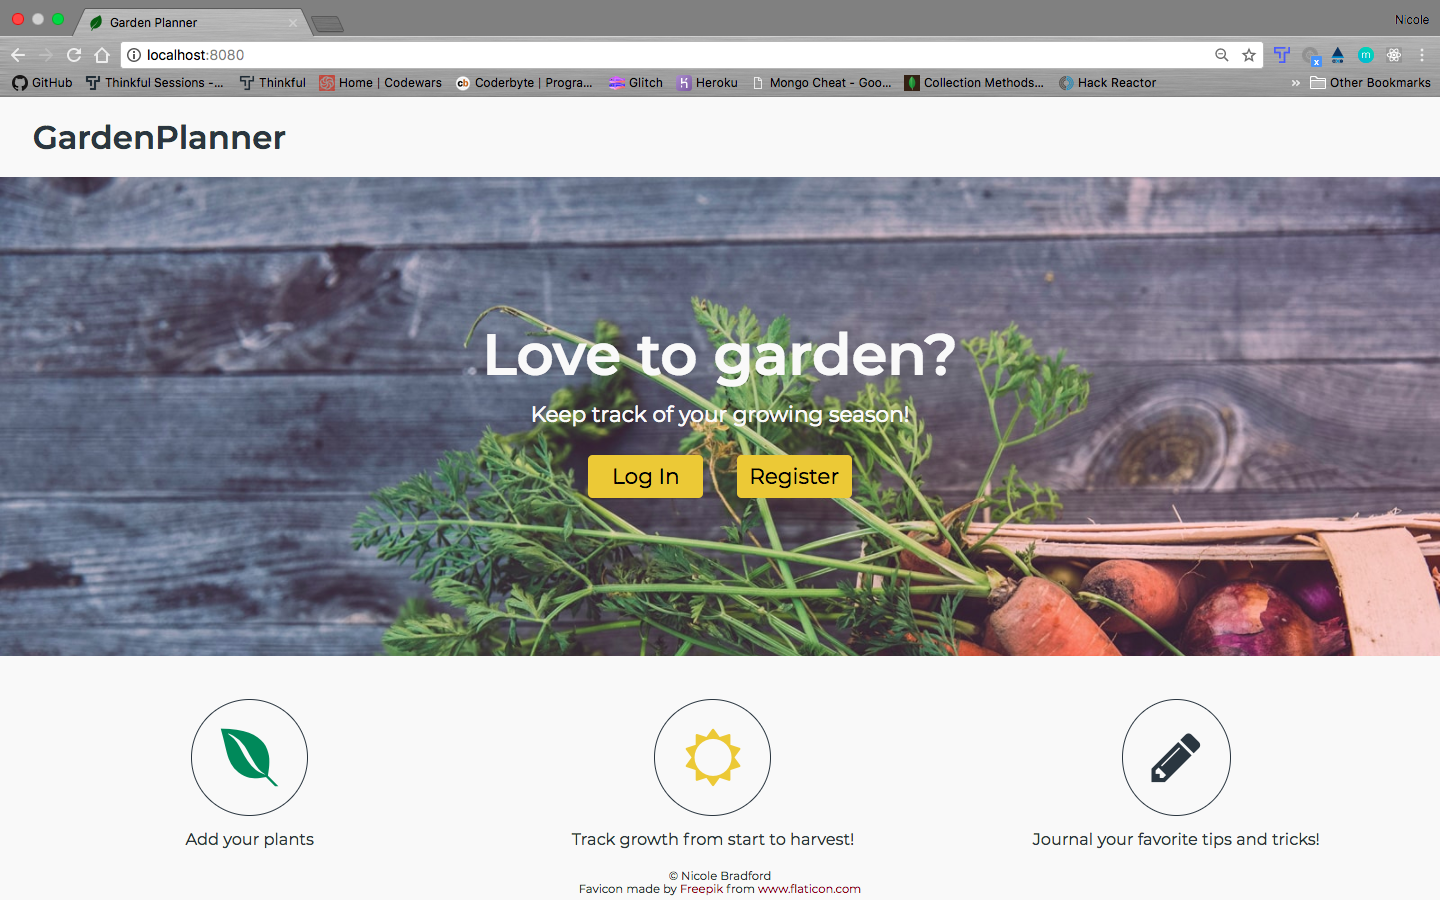 Garden Planner
Nicole
localhost:8080
GitHub Thinkful Sessions -... Thinkful Home | Codewars Coderbyte | Progra... Glitch Heroku Mongo Cheat - Goo... Collection Methods... Hack Reactor » Other Bookmarks
GardenPlanner
Love to garden?
Keep track of your growing season!
Log In Register
Add your plants Track growth from start to harvest! Journal your favorite tips and tricks!
© Nicole Bradford
Favicon made by Freepik from www.flaticon.com